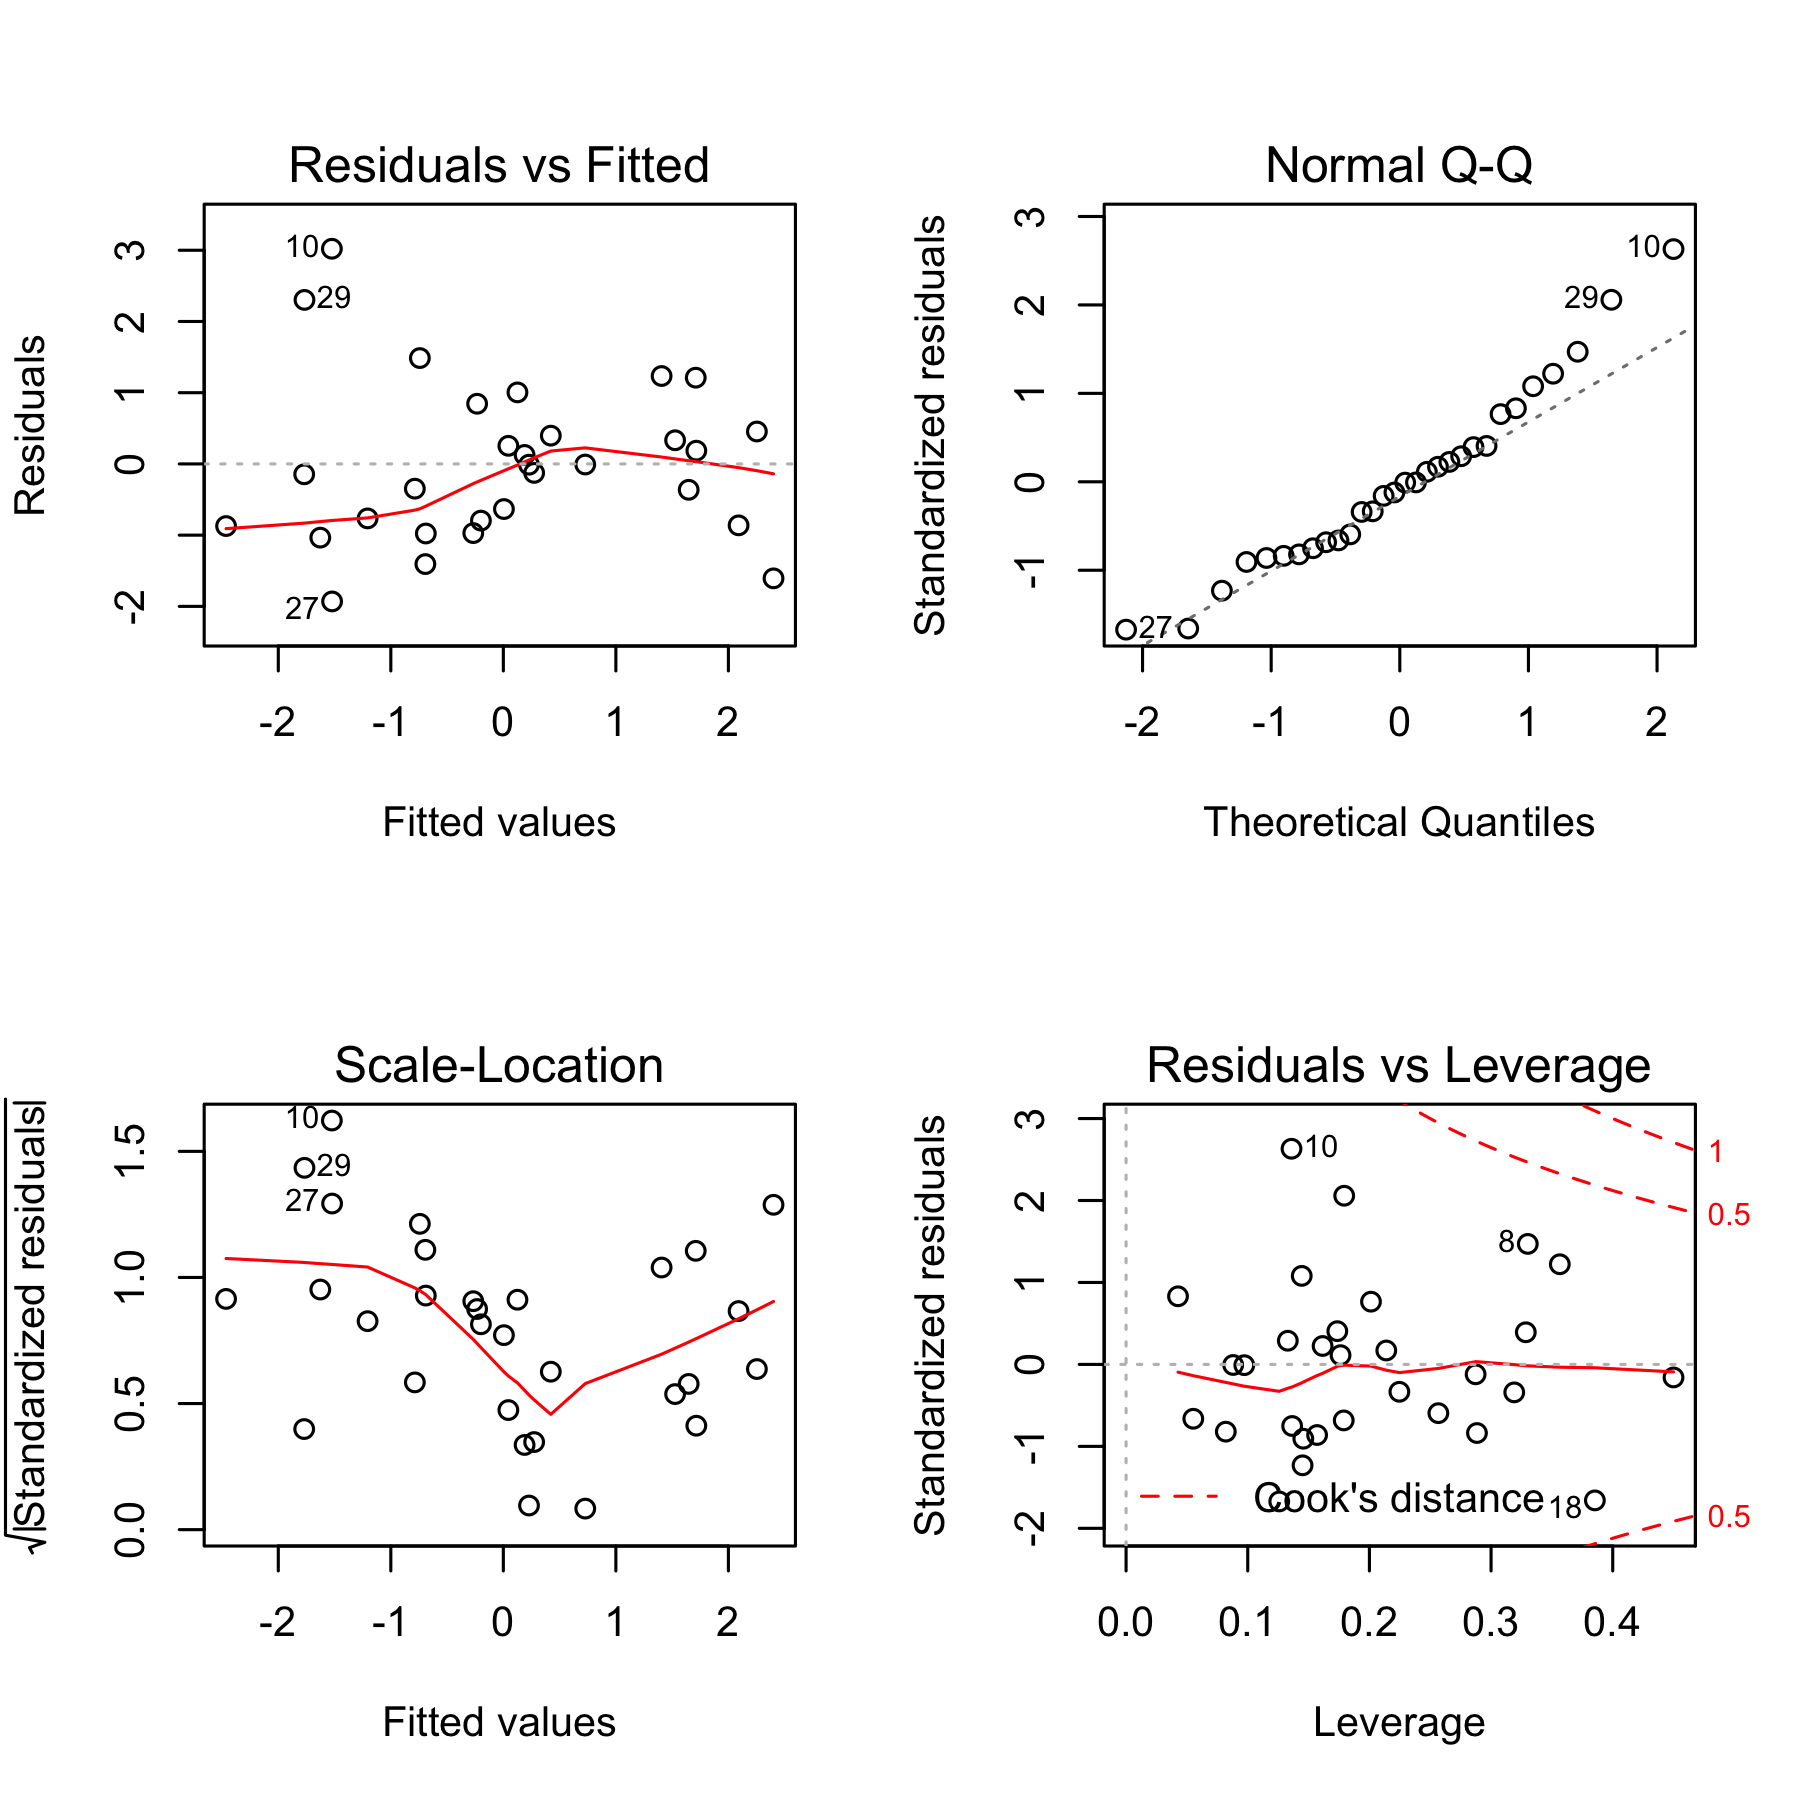 Residuals vs Fitted
Residuals
3
2
1
0
-2
10
29
27
-2 -1 0 1 2
Fitted values
Normal Q-Q
Standardized residuals
3
2
1
0
-1
10
29
27
-2 -1 0 1 2
Theoretical Quantiles
Scale-Location
√|Standardized residuals|
1.5
1.0
0.5
0.0
10
29
27
-2 -1 0 1 2
Fitted values
Residuals vs Leverage
Standardized residuals
3
2
1
0
-1
-2
10
8
18
Cook's distance
1
0.5
0.5
0.0 0.1 0.2 0.3 0.4
Leverage